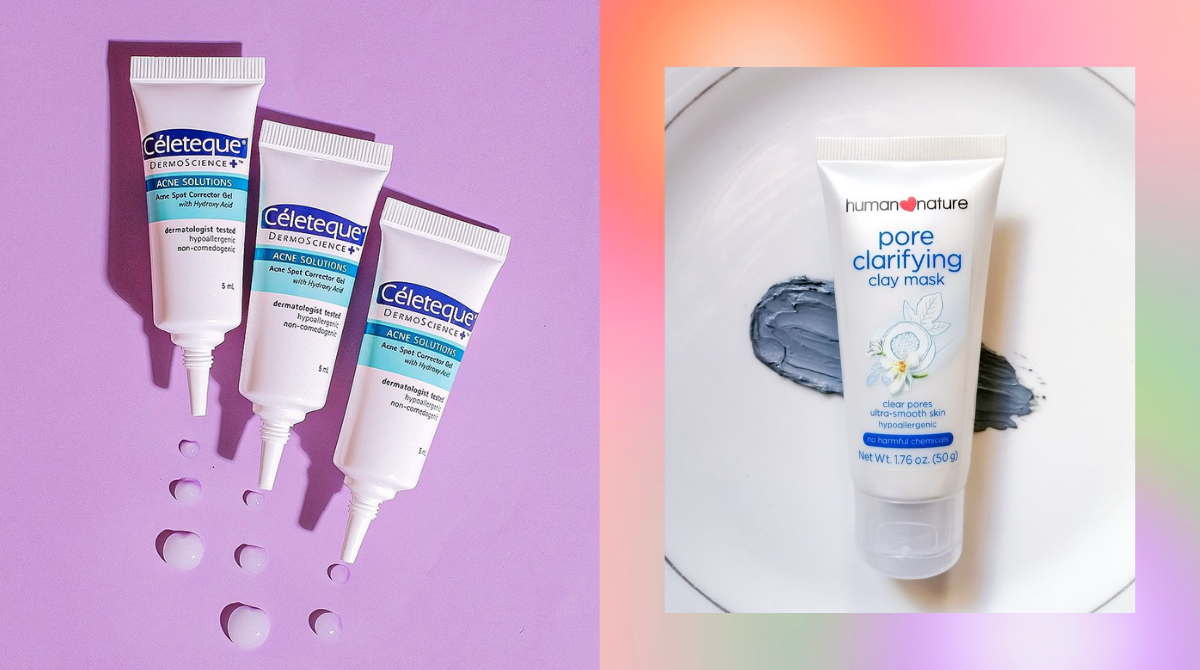 Céleteque®
DERMOSCIENCE+™
ACNE SOLUTIONS
Acne Spot Corrector Gel
with Hydroxy Acid
dermatologist tested
hypoallergenic
non-comedogenic
5 mL
Céleteque®
DERMOSCIENCE+™
ACNE SOLUTIONS
Acne Spot Corrector Gel
with Hydroxy Acid
dermatologist tested
hypoallergenic
non-comedogenic
5 mL
Céleteque
DERMOSCIENCE+
ACNE SOLUTIONS
Acne Spot Corrector Gel
with Hydroxy Acid
dermatologist tested
hypoallergenic
non-comedogenic
human nature
pore
clarifying
clay mask
clear pores
ultra-smooth skin
hypoallergenic
no harmful chemicals
Net Wt. 1.76 oz. (50 g)